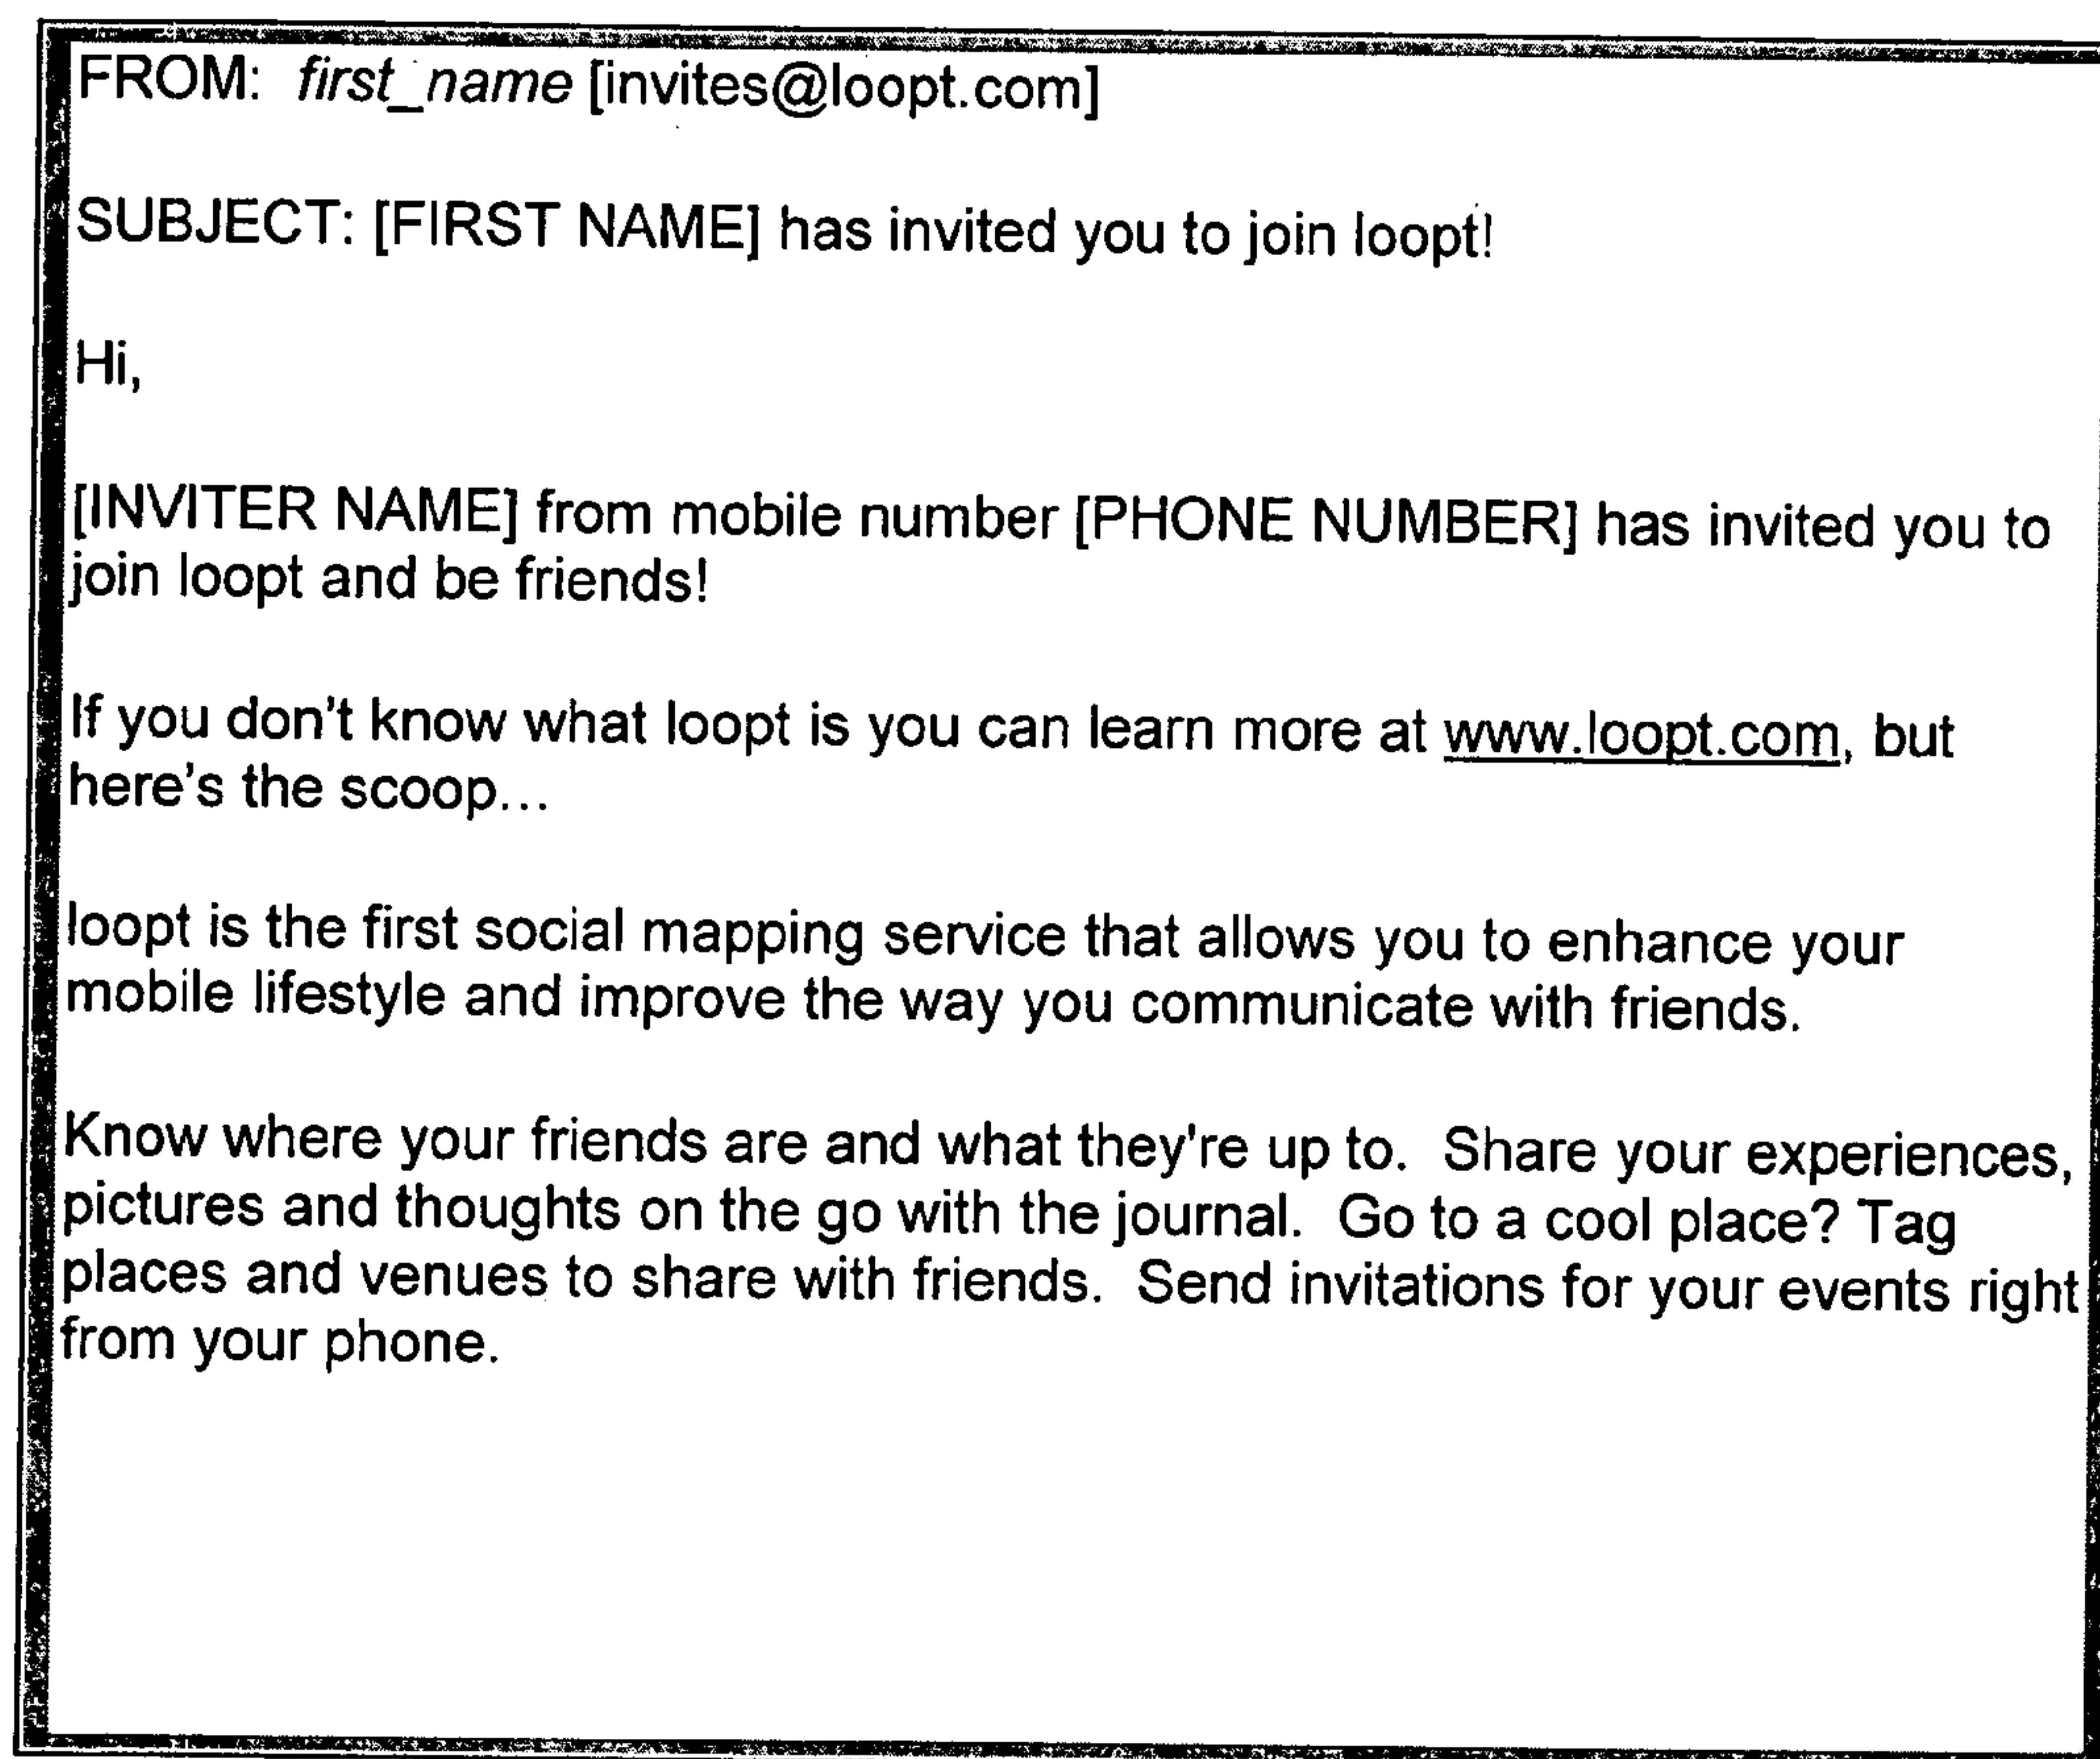 FROM:  first_name [invites@loopt.com]
SUBJECT: [FIRST NAME] has invited you to join loopt!
Hi,
[INVITER NAME] from mobile number [PHONE NUMBER] has invited you to
join loopt and be friends!
If you don't know what loopt is you can learn more at www.loopt.com, but
here's the scoop...
loopt is the first social mapping service that allows you to enhance your
mobile lifestyle and improve the way you communicate with friends.
Know where your friends are and what they're up to.  Share your experiences,
pictures and thoughts on the go with the journal.  Go to a cool place? Tag
places and venues to share with friends.  Send invitations for your events right
from your phone.